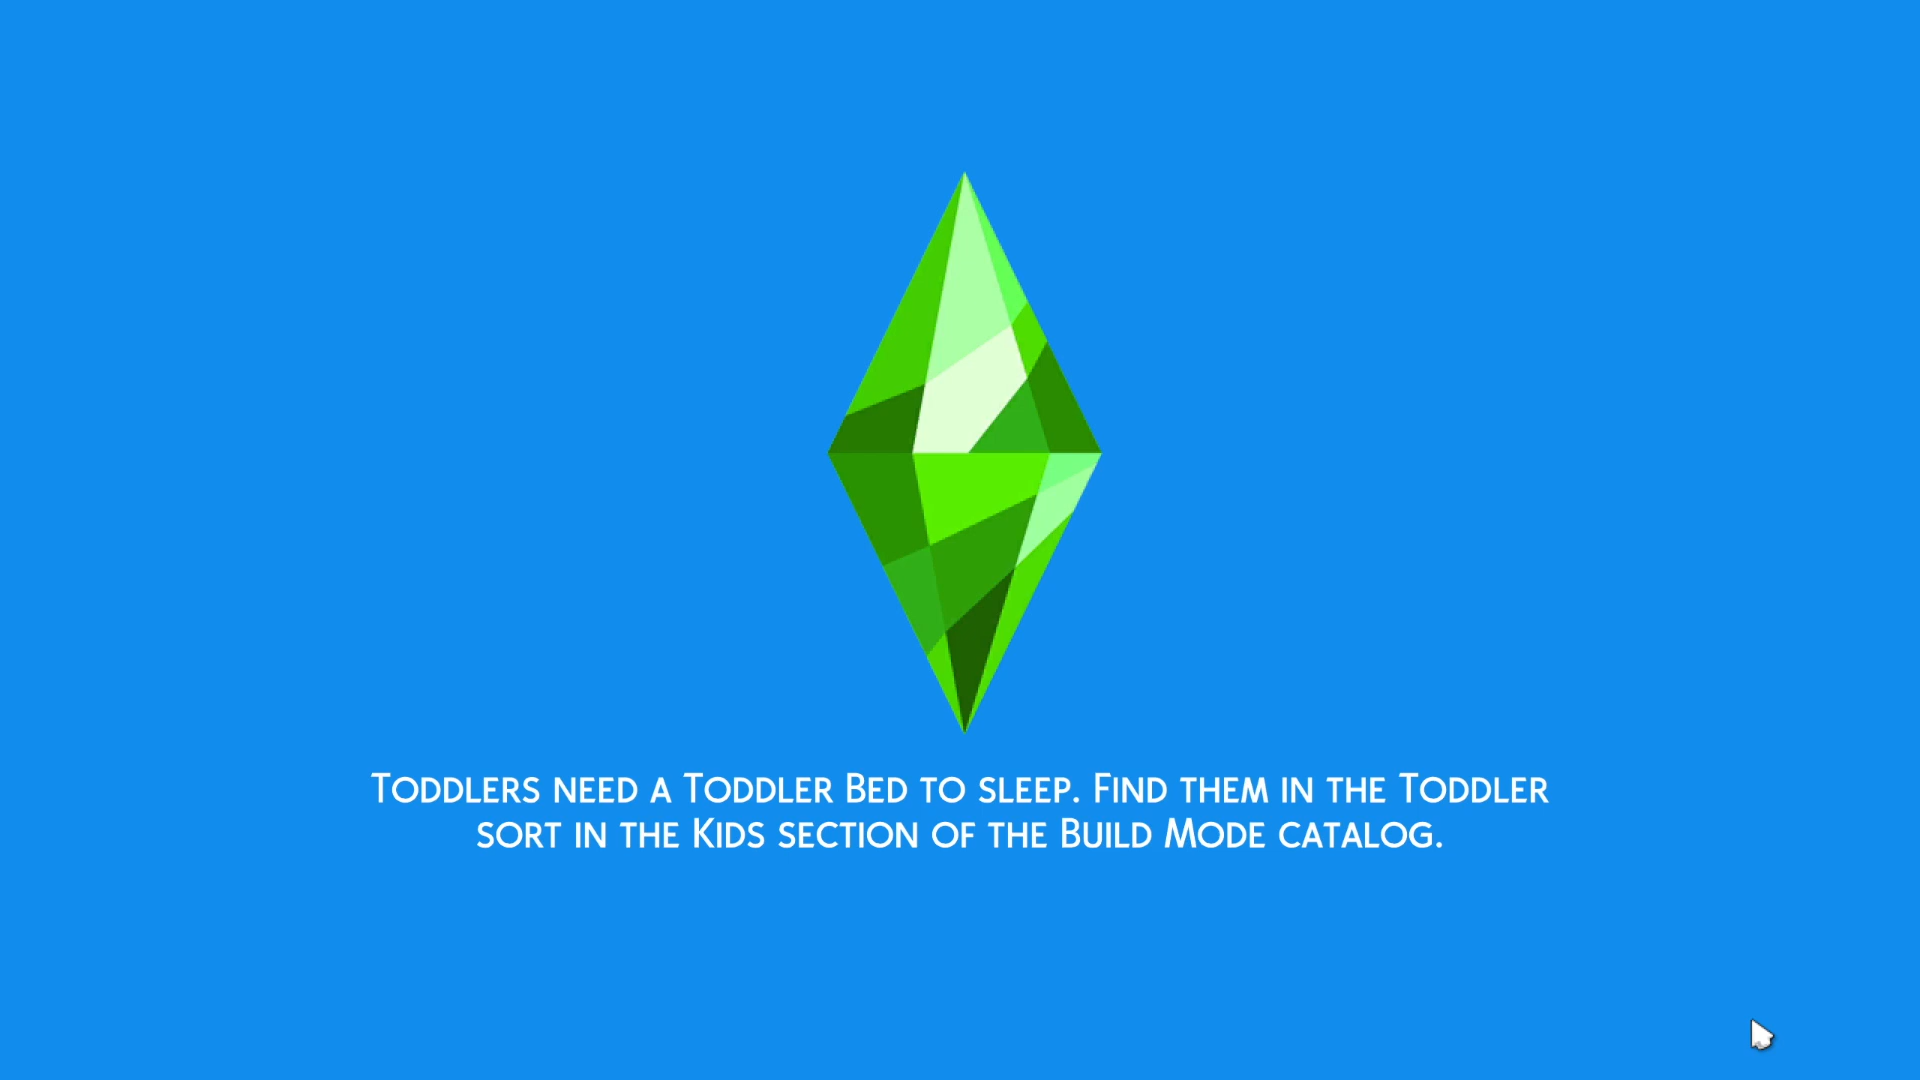 Toddlers need a Toddler Bed to sleep. Find them in the Toddler
sort in the Kids section of the Build Mode catalog.